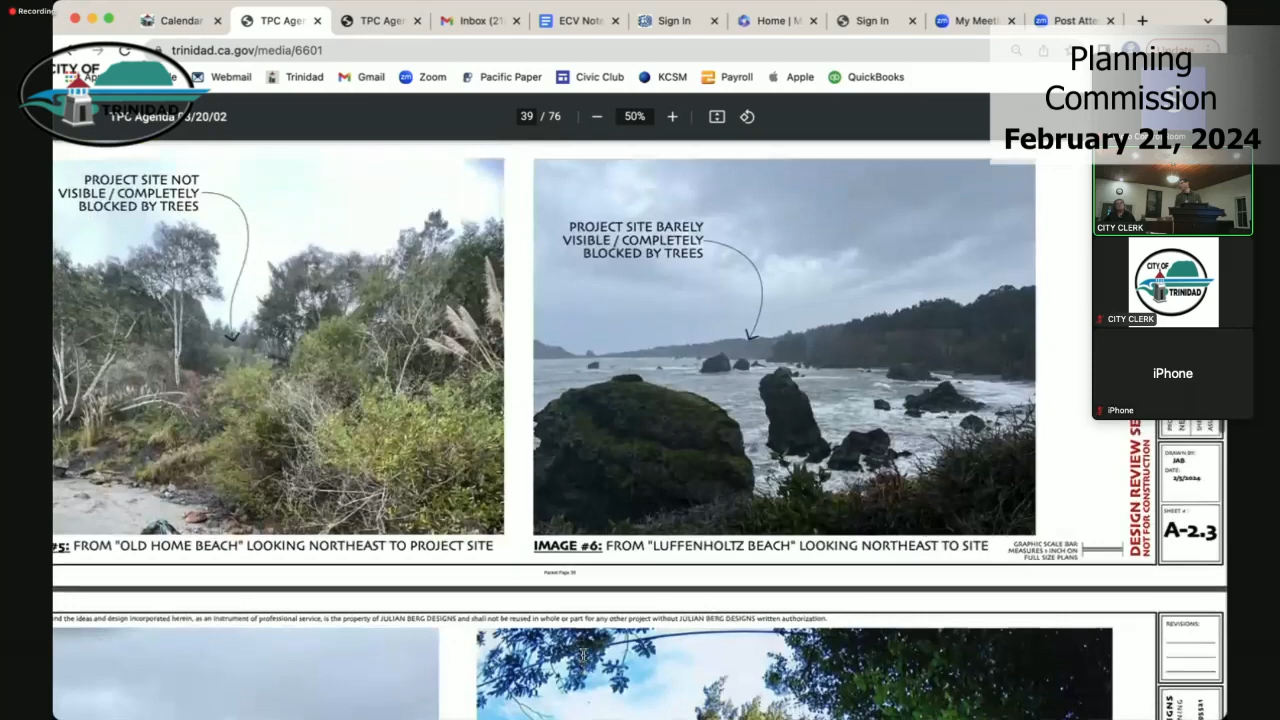 Recording
Calendar
TPC Agen
TPC Agen
Gmail
Inbox (21
ECV Note
Sign In
Home | M
Sign In
My Meeti
Post Atte
trinidad.ca.gov/media/6601
Update
Webmail
Trinidad
Gmail
Zoom
Pacific Paper
Civic Club
KCSM
Payroll
Apple
QuickBooks
CITY OF
TRINIDAD
Planning
Commission
February 21, 2024
39 / 76
50%
PROJECT SITE NOT
VISIBLE / COMPLETELY
BLOCKED BY TREES
PROJECT SITE BARELY
VISIBLE / COMPLETELY
BLOCKED BY TREES
CITY CLERK
CITY OF
TRINIDAD
CITY CLERK
iPhone
iPhone
#5: FROM "OLD HOME BEACH" LOOKING NORTHEAST TO PROJECT SITE
IMAGE #6: FROM "LUFFENHOLTZ BEACH" LOOKING NORTHEAST TO SITE
GRAPHIC SCALE BAR
MEASURES 1 INCH ON
FULL SIZE PLANS
DESIGN REVIEW SE
NOT FOR CONSTRUCTION
DRAWN BY:
JAB
DATE:
2/5/2024
SHEET #:
A-2.3
nd the ideas and design incorporated herein, as an instrument of professional service, is the property of JULIAN BERG DESIGNS and shall not be reused in whole or part for any other project without JULIAN BERG DESIGNS written authorization.
REVISIONS: